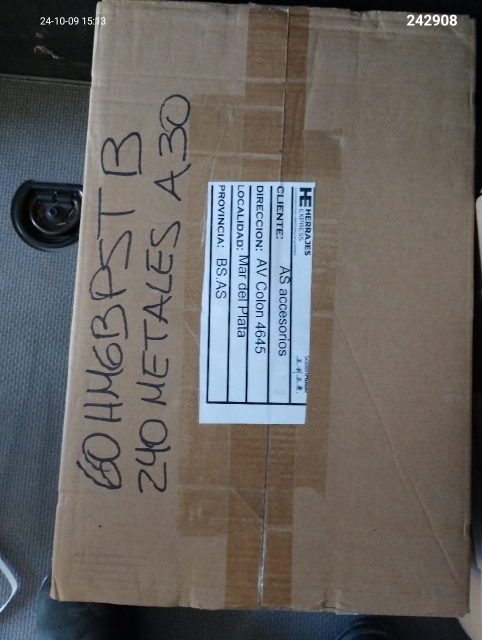 24-10-09 15:13
242908
60 HM6BPST B
240 METALES A30
HE HERRAJES
EXPRESS
CLIENTE: AS accesorios
DIRECCION: AV Colon 4645
LOCALIDAD: Mar del Plata
PROVINCIA: BS.AS